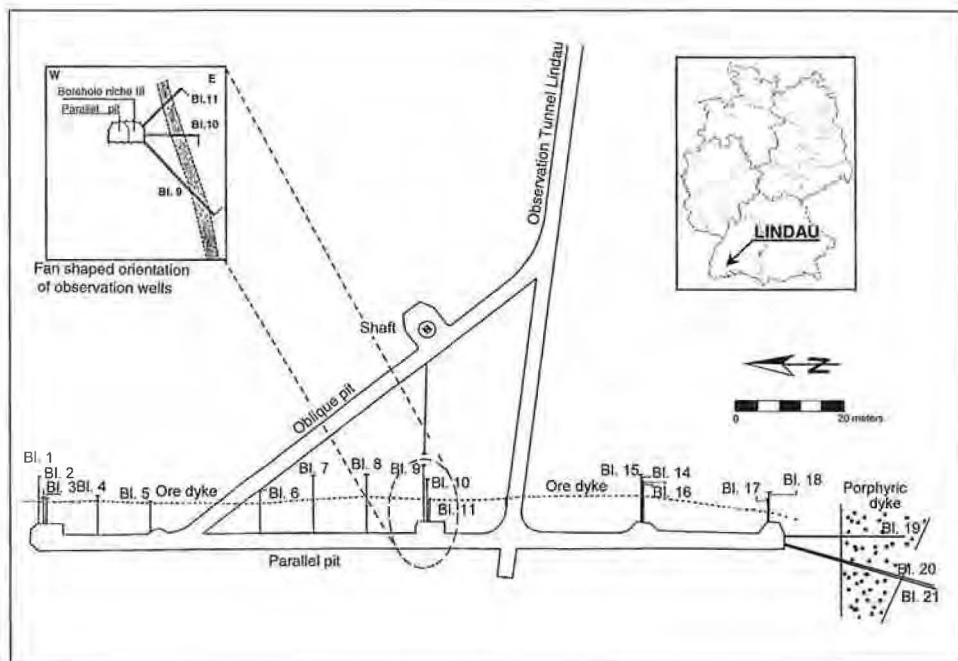 W
E
Borehole niche III
Parallel pit
Bl.11
Bl.10
Bl. 9
Fan shaped orientation
of observation wells
Observation Tunnel Lindau
LINDAU
Shaft
N
0 20 meters
Oblique pit
Bl. 1
Bl. 2
Bl. 3
Bl. 4
Bl. 5
Ore dyke
Bl. 6
Bl. 7
Bl. 8
Bl. 9
Bl. 10
Bl. 11
Ore dyke
Bl. 15
Bl. 14
Bl. 16
Bl. 17
Bl. 18
Porphyric
dyke
Bl. 19
Bl. 20
Bl. 21
Parallel pit